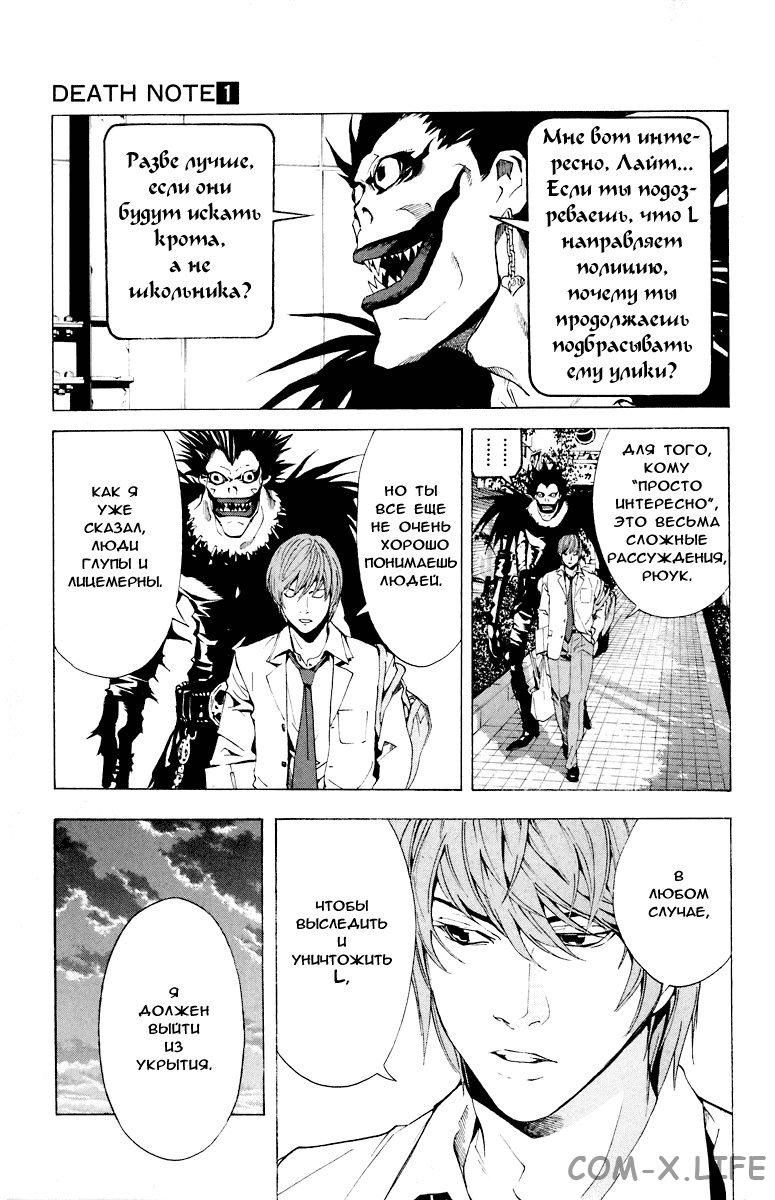 DEATH NOTE 1
Мне вот инте-
ресно, Лайт...
Если ты подоз-
реваешь, что L
направляет
полицию,
почему ты
продолжаешь
подбрасывать
ему улики?
Разве лучше,
если они
будут искать
крота,
а не
школьника?
ДЛЯ ТОГО,
КОМУ
"ПРОСТО
ИНТЕРЕСНО",
ЭТО ВЕСЬМА
СЛОЖНЫЕ
РАССУЖДЕНИЯ,
РЮУК.
......
НО ТЫ
ВСЕ ЕЩЕ
НЕ ОЧЕНЬ
ХОРОШО
ПОНИМАЕШЬ
ЛЮДЕЙ.
КАК Я
УЖЕ
СКАЗАЛ,
ЛЮДИ
ГЛУПЫ И
ЛИЦЕМЕРНЫ.
В
ЛЮБОМ
СЛУЧАЕ,
ЧТОБЫ
ВЫСЛЕДИТЬ
И
УНИЧТОЖИТЬ
L,
Я
ДОЛЖЕН
ВЫЙТИ
ИЗ
УКРЫТИЯ.
COM-X.LIFE